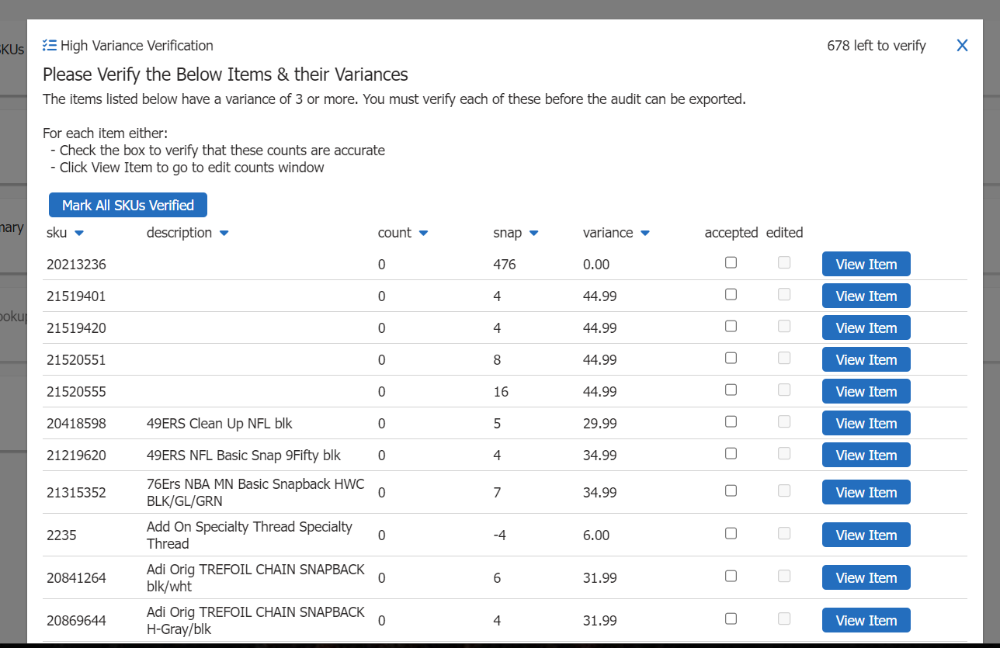 SKUs
High Variance Verification 678 left to verify X
Please Verify the Below Items & their Variances
The items listed below have a variance of 3 or more. You must verify each of these before the audit can be exported.
For each item either:
- Check the box to verify that these counts are accurate
- Click View Item to go to edit counts window
Mark All SKUs Verified
sku description count snap variance accepted edited
20213236 0 476 0.00 View Item
21519401 0 4 44.99 View Item
21519420 0 4 44.99 View Item
21520551 0 8 44.99 View Item
21520555 0 16 44.99 View Item
20418598 49ERS Clean Up NFL blk 0 5 29.99 View Item
21219620 49ERS NFL Basic Snap 9Fifty blk 0 4 34.99 View Item
21315352 76Ers NBA MN Basic Snapback HWC
BLK/GL/GRN 0 7 34.99 View Item
2235 Add On Specialty Thread Specialty
Thread 0 -4 6.00 View Item
20841264 Adi Orig TREFOIL CHAIN SNAPBACK
blk/wht 0 6 31.99 View Item
20869644 Adi Orig TREFOIL CHAIN SNAPBACK
H-Gray/blk 0 4 31.99 View Item